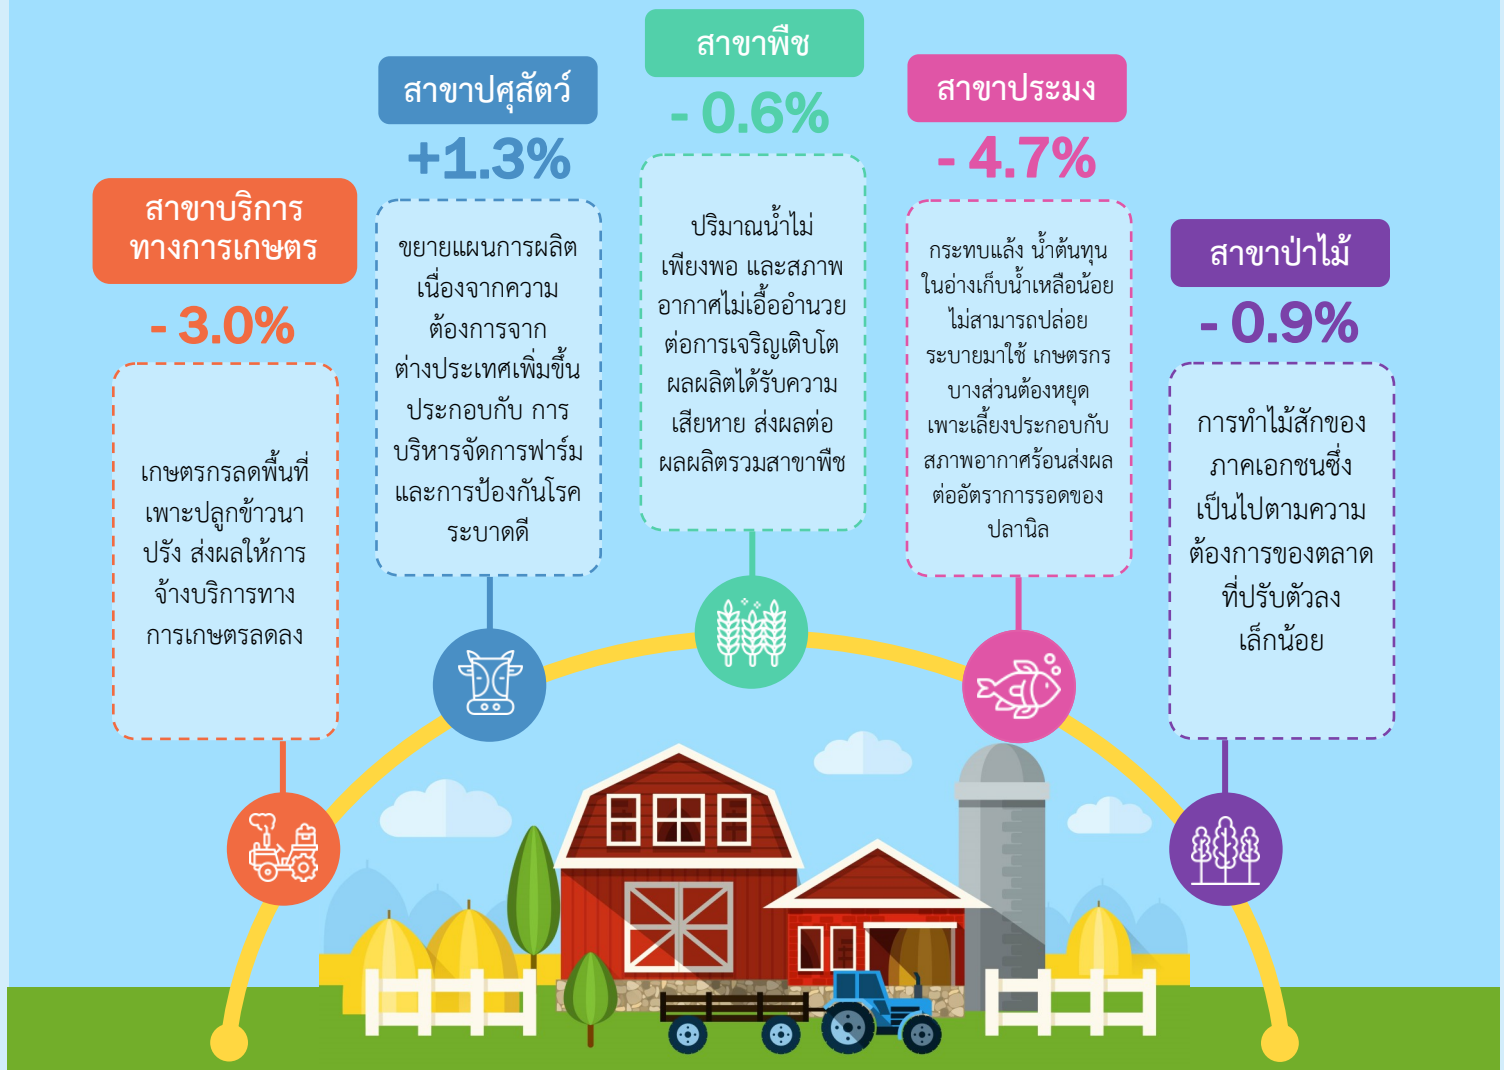 สาขาบริการ
ทางการเกษตร
- 3.0%
เกษตรกรลดพื้นที่
เพาะปลูกข้าวนา
ปรัง ส่งผลให้การ
จ้างบริการทาง
การเกษตรลดลง
สาขาปศุสัตว์
+1.3%
ขยายแผนการผลิต
เนื่องจากความ
ต้องการจาก
ต่างประเทศเพิ่มขึ้น
ประกอบกับ การ
บริหารจัดการฟาร์ม
และการป้องกันโรค
ระบาดดี
สาขาพืช
- 0.6%
ปริมาณน้ำไม่
เพียงพอ และสภาพ
อากาศไม่เอื้ออำนวย
ต่อการเจริญเติบโต
ผลผลิตได้รับความ
เสียหาย ส่งผลต่อ
ผลผลิตรวมสาขาพืช
สาขาประมง
- 4.7%
กระทบแล้ง น้ำต้นทุน
ในอ่างเก็บน้ำเหลือน้อย
ไม่สามารถปล่อย
ระบายมาใช้ เกษตรกร
บางส่วนต้องหยุด
เพาะเลี้ยงประกอบกับ
สภาพอากาศร้อนส่งผล
ต่ออัตราการรอดของ
ปลานิล
สาขาป่าไม้
- 0.9%
การทำไม้สักของ
ภาคเอกชนซึ่ง
เป็นไปตามความ
ต้องการของตลาด
ที่ปรับตัวลง
เล็กน้อย